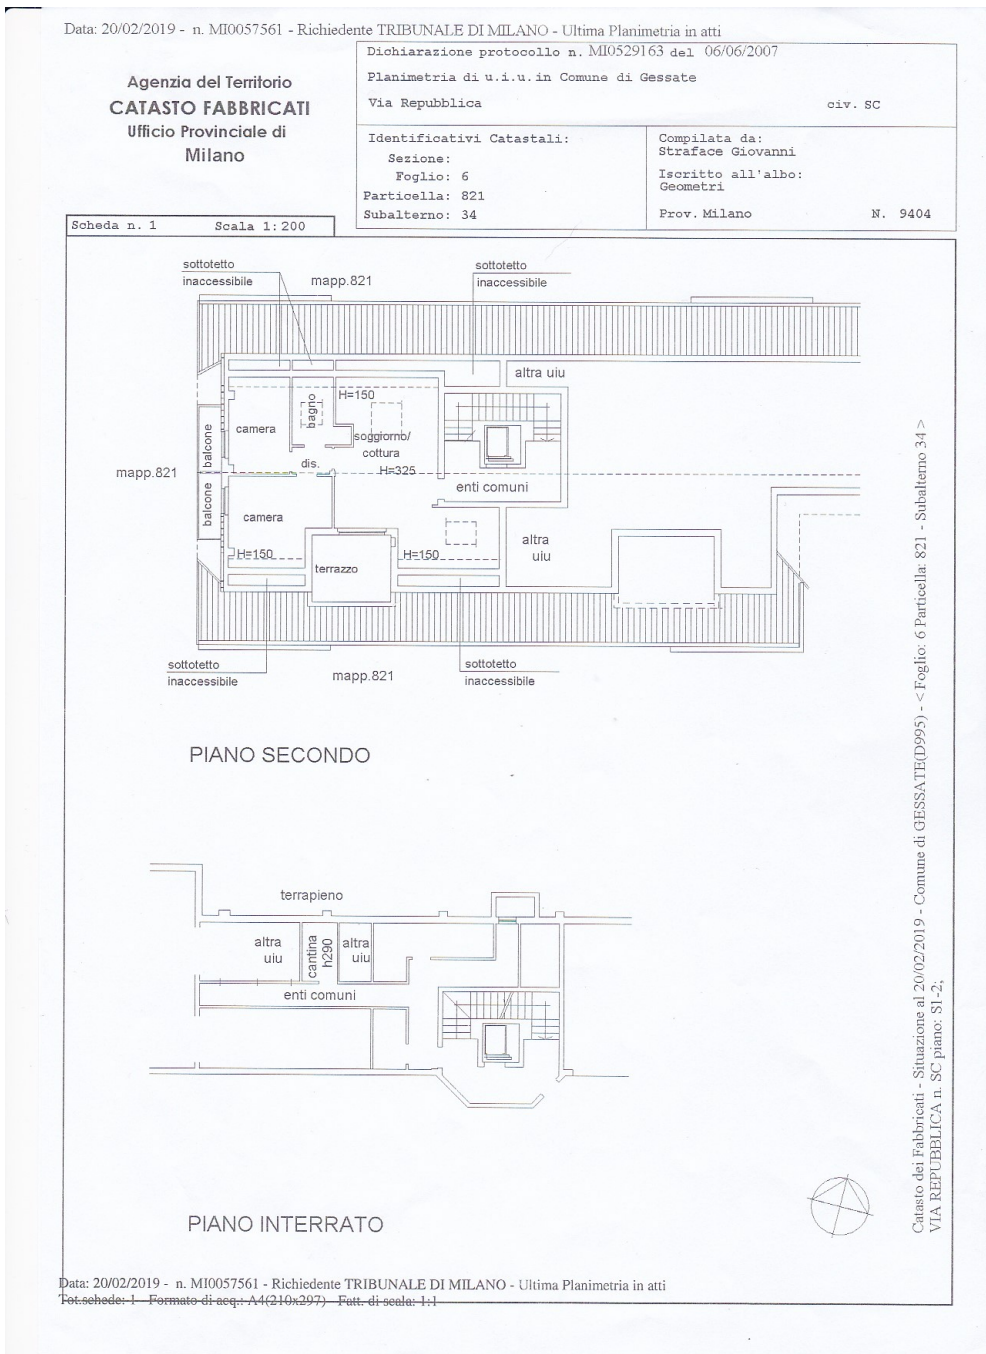 Data: 20/02/2019 - n. MI0057561 - Richiedente TRIBUNALE DI MILANO - Ultima Planimetria in atti
Agenzia del Territorio
CATASTO FABBRICATI
Ufficio Provinciale di
Milano
Dichiarazione protocollo n. MI0529163 del 06/06/2007
Planimetria di u.i.u. in Comune di Gessate
Via Repubblica civ. SC
Identificativi Catastali:
Sezione:
Foglio: 6
Particella: 821
Subalterno: 34
Compilata da:
Straface Giovanni
Iscritto all'albo:
Geometri
Prov. Milano N. 9404
Scheda n. 1 Scala 1:200
sottotetto
inaccessibile
mapp.821
sottotetto
inaccessibile
altra uiu
H=150
bagno
camera
soggiorno/
cottura
balcone
dis.
H=325
mapp.821
enti comuni
balcone
camera
altra
uiu
H=150
H=150
terrazzo
sottotetto
inaccessibile
mapp.821
sottotetto
inaccessibile
PIANO SECONDO
terrapieno
altra
uiu
cantina
h290
altra
uiu
enti comuni
PIANO INTERRATO
Catasto dei Fabbricati - Situazione al 20/02/2019 - Comune di GESSATE(D995) - < Foglio: 6 Particella: 821 - Subalterno 34 >
VIA REPUBBLICA n. SC piano: S1-2;
Data: 20/02/2019 - n. MI0057561 - Richiedente TRIBUNALE DI MILANO - Ultima Planimetria in atti
Tot.schede: 1 - Formato di acq.: A4(210x297) - Fatt. di scala: 1:1